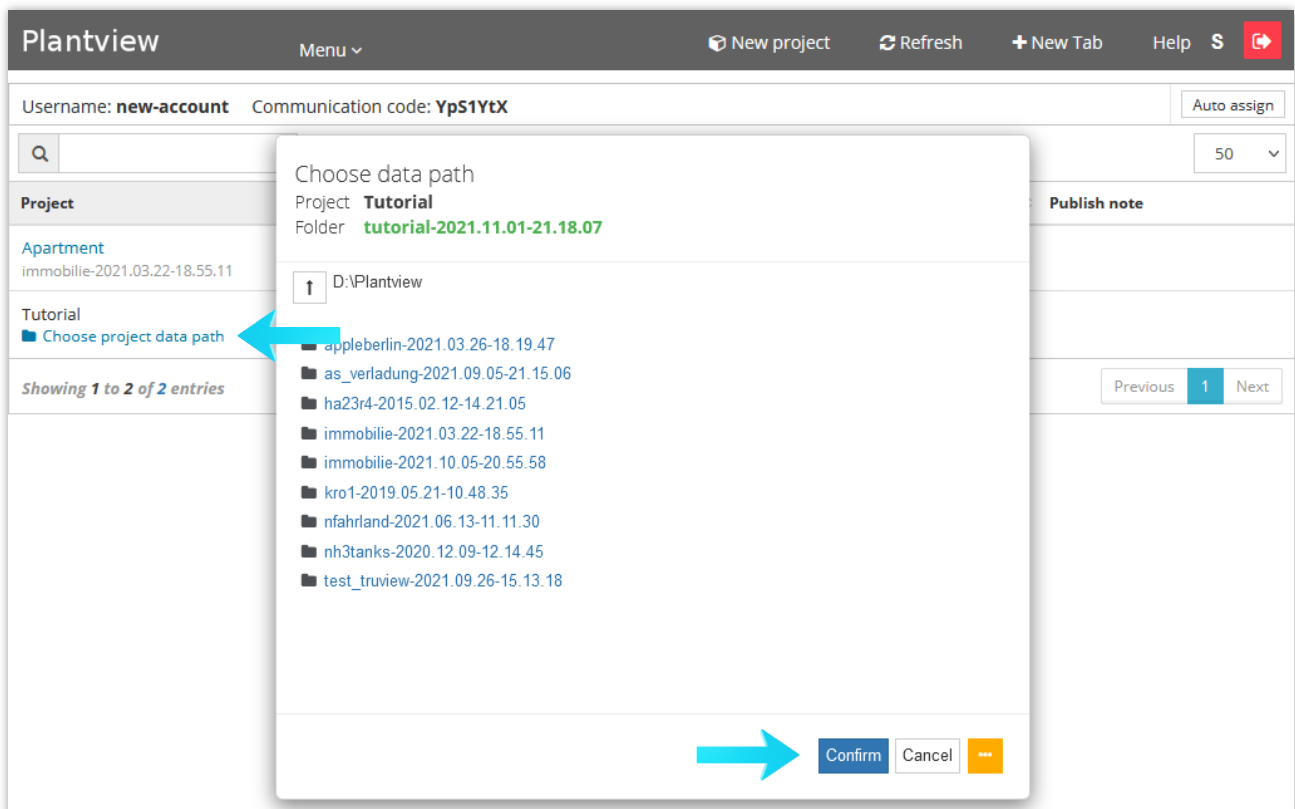 Plantview
Menu
New project
Refresh
New Tab
Help
S
Username: new-account Communication code: YpS1YtX
Auto assign
50
Project
Publish note
Apartment
immobilie-2021.03.22-18.55.11
Tutorial
Choose project data path
Showing 1 to 2 of 2 entries
Previous 1 Next
Choose data path
Project Tutorial
Folder tutorial-2021.11.01-21.18.07
D:\Plantview
appleberlin-2021.03.26-18.19.47
as_verladung-2021.09.05-21.15.06
ha23r4-2015.02.12-14.21.05
immobilie-2021.03.22-18.55.11
immobilie-2021.10.05-20.55.58
kro1-2019.05.21-10.48.35
nfahrland-2021.06.13-11.11.30
nh3tanks-2020.12.09-12.14.45
test_truview-2021.09.26-15.13.18
Confirm Cancel